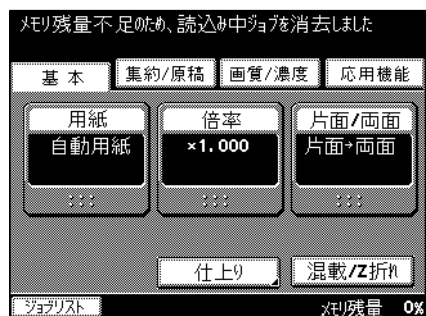 ﾒﾓﾘ残量不足のため、読込み中ｼﾞｮﾌﾞを消去しました
基本 集約/原稿 画質/濃度 応用機能
用紙 倍率 片面/両面
自動用紙 ×1.000 片面→両面
仕上り 混載/Z折れ
ｼﾞｮﾌﾞﾘｽﾄ ﾒﾓﾘ残量 0%